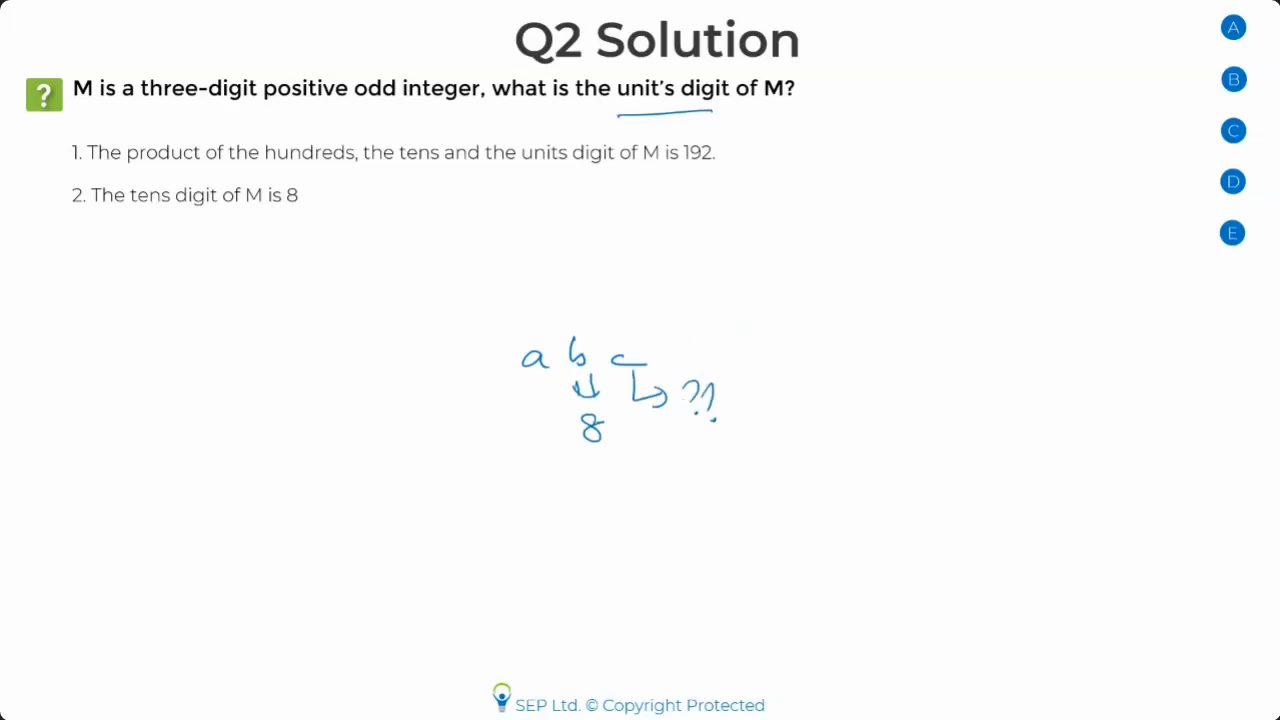 Q2 Solution
? M is a three-digit positive odd integer, what is the unit's digit of M?
1. The product of the hundreds, the tens and the units digit of M is 192.
2. The tens digit of M is 8
A
B
C
D
E
a b c
??
8
SEP Ltd. © Copyright Protected